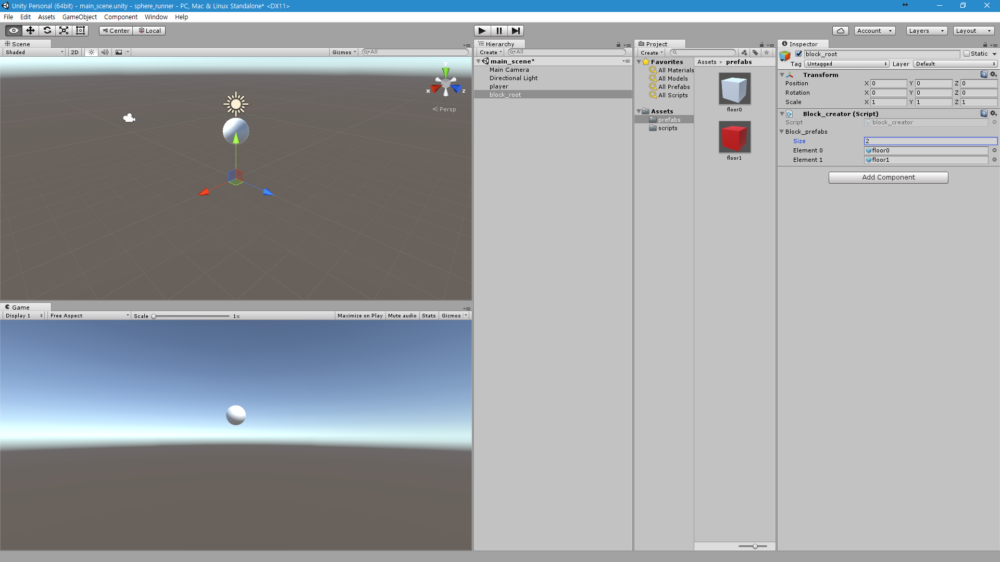 Unity Personal (64bit) - main_scene.unity - sphere_runner - PC, Mac & Linux Standalone* <DX11>
File Edit Assets GameObject Component Window Help
Center Local
Account Layers Layout
Scene
Shaded 2D Gizmos All
y
x z
Persp
Game
Display 1 Free Aspect Scale 1x Maximize on Play Mute audio Stats Gizmos
Hierarchy
Create All
main_scene*
Main Camera
Directional Light
player
block_root
Project
Create
Favorites
All Materials
All Models
All Prefabs
All Scripts
Assets
prefabs
scripts
Assets prefabs
floor0
floor1
Inspector
block_root Static
Tag Untagged Layer Default
Transform
Position X 0 Y 0 Z 0
Rotation X 0 Y 0 Z 0
Scale X 1 Y 1 Z 1
Block_creator (Script)
Script block_creator
Block_prefabs
Size 2
Element 0 floor0
Element 1 floor1
Add Component